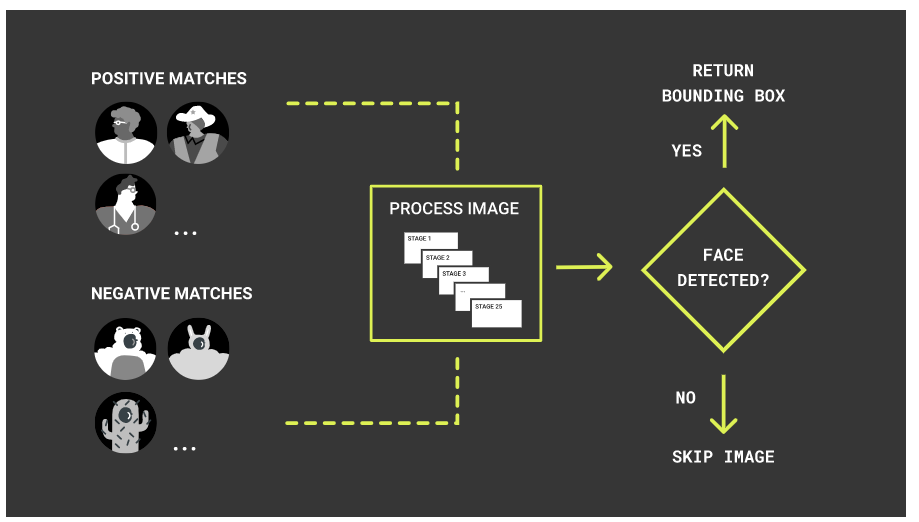 POSITIVE MATCHES
...
NEGATIVE MATCHES
...
PROCESS IMAGE
STAGE 1
STAGE 2
STAGE 3
...
STAGE 25
FACE
DETECTED?
YES
RETURN
BOUNDING BOX
NO
SKIP IMAGE